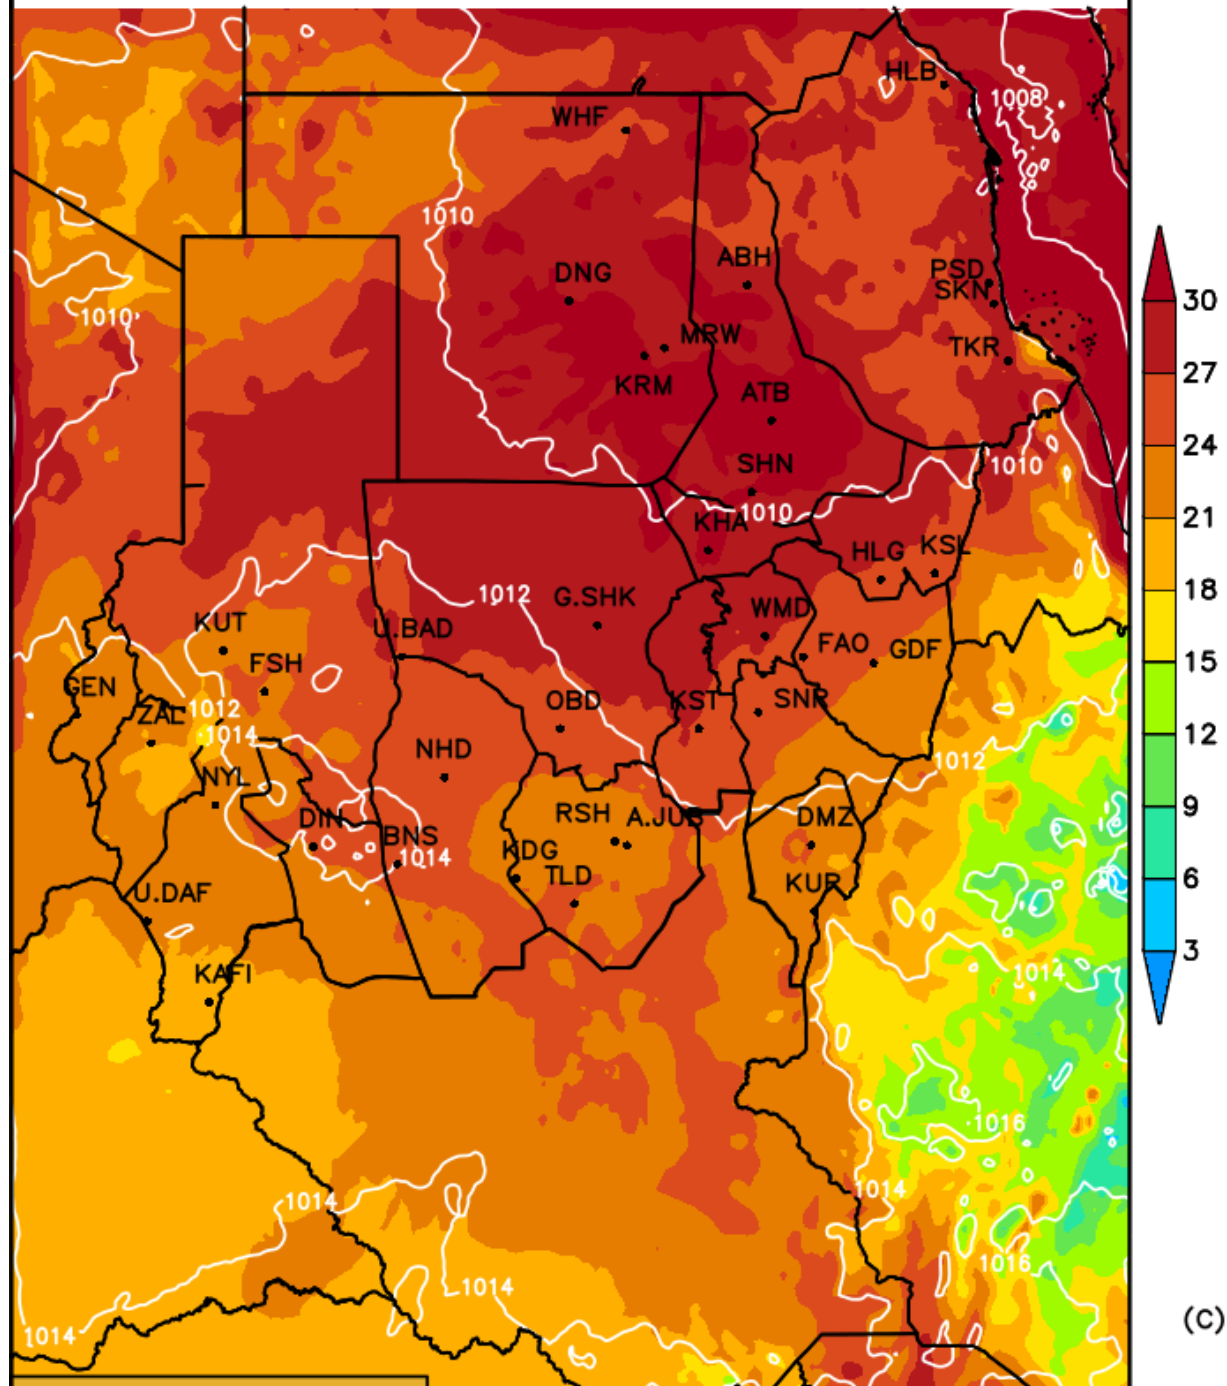 HLB
1008
WHF
1010
ABH
DNG
PSD
SKN
30
1010
MRW
TKR
27
KRM
ATB
24
SHN
1010
1010
KHA
21
HLG
KSL
1012
G.SHK
18
WMD
KUT
U.BAD
FAO
GDF
FSH
15
GEN
OBD
KST
SNR
1012
ZAL
1014
12
NHD
1012
NYL
9
DIN
RSH
A.JUB
DMZ
BNS
KDG
1014
TLD
6
U.DAF
KUR
3
KAFI
1014
1016
1014
1014
1016
1014
(C)
1014